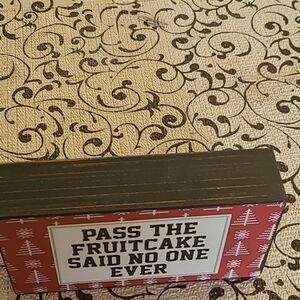 PASS THE
FRUITCAKE
SAID NO ONE
EVER